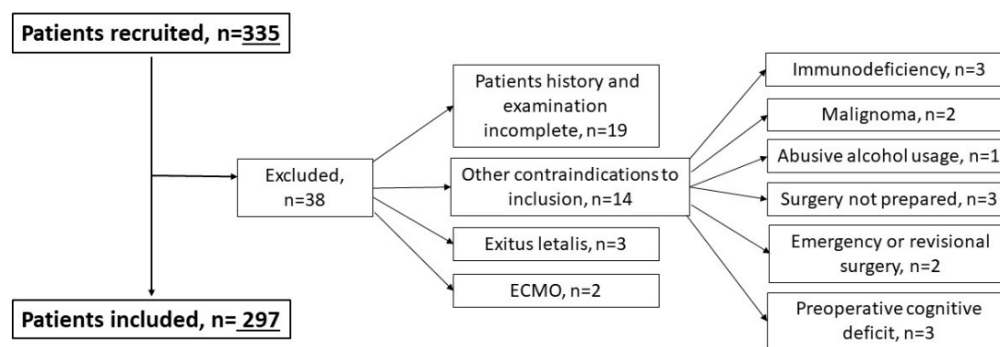 Patients recruited, n=335
Patients history and
examination
incomplete, n=19
Immunodeficiency, n=3
Malignoma, n=2
Abusive alcohol usage, n=1
Excluded,
n=38
Other contraindications to
inclusion, n=14
Surgery not prepared, n=3
Exitus letalis, n=3
Emergency or revisional
surgery, n=2
ECMO, n=2
Preoperative cognitive
deficit, n=3
Patients included, n= 297